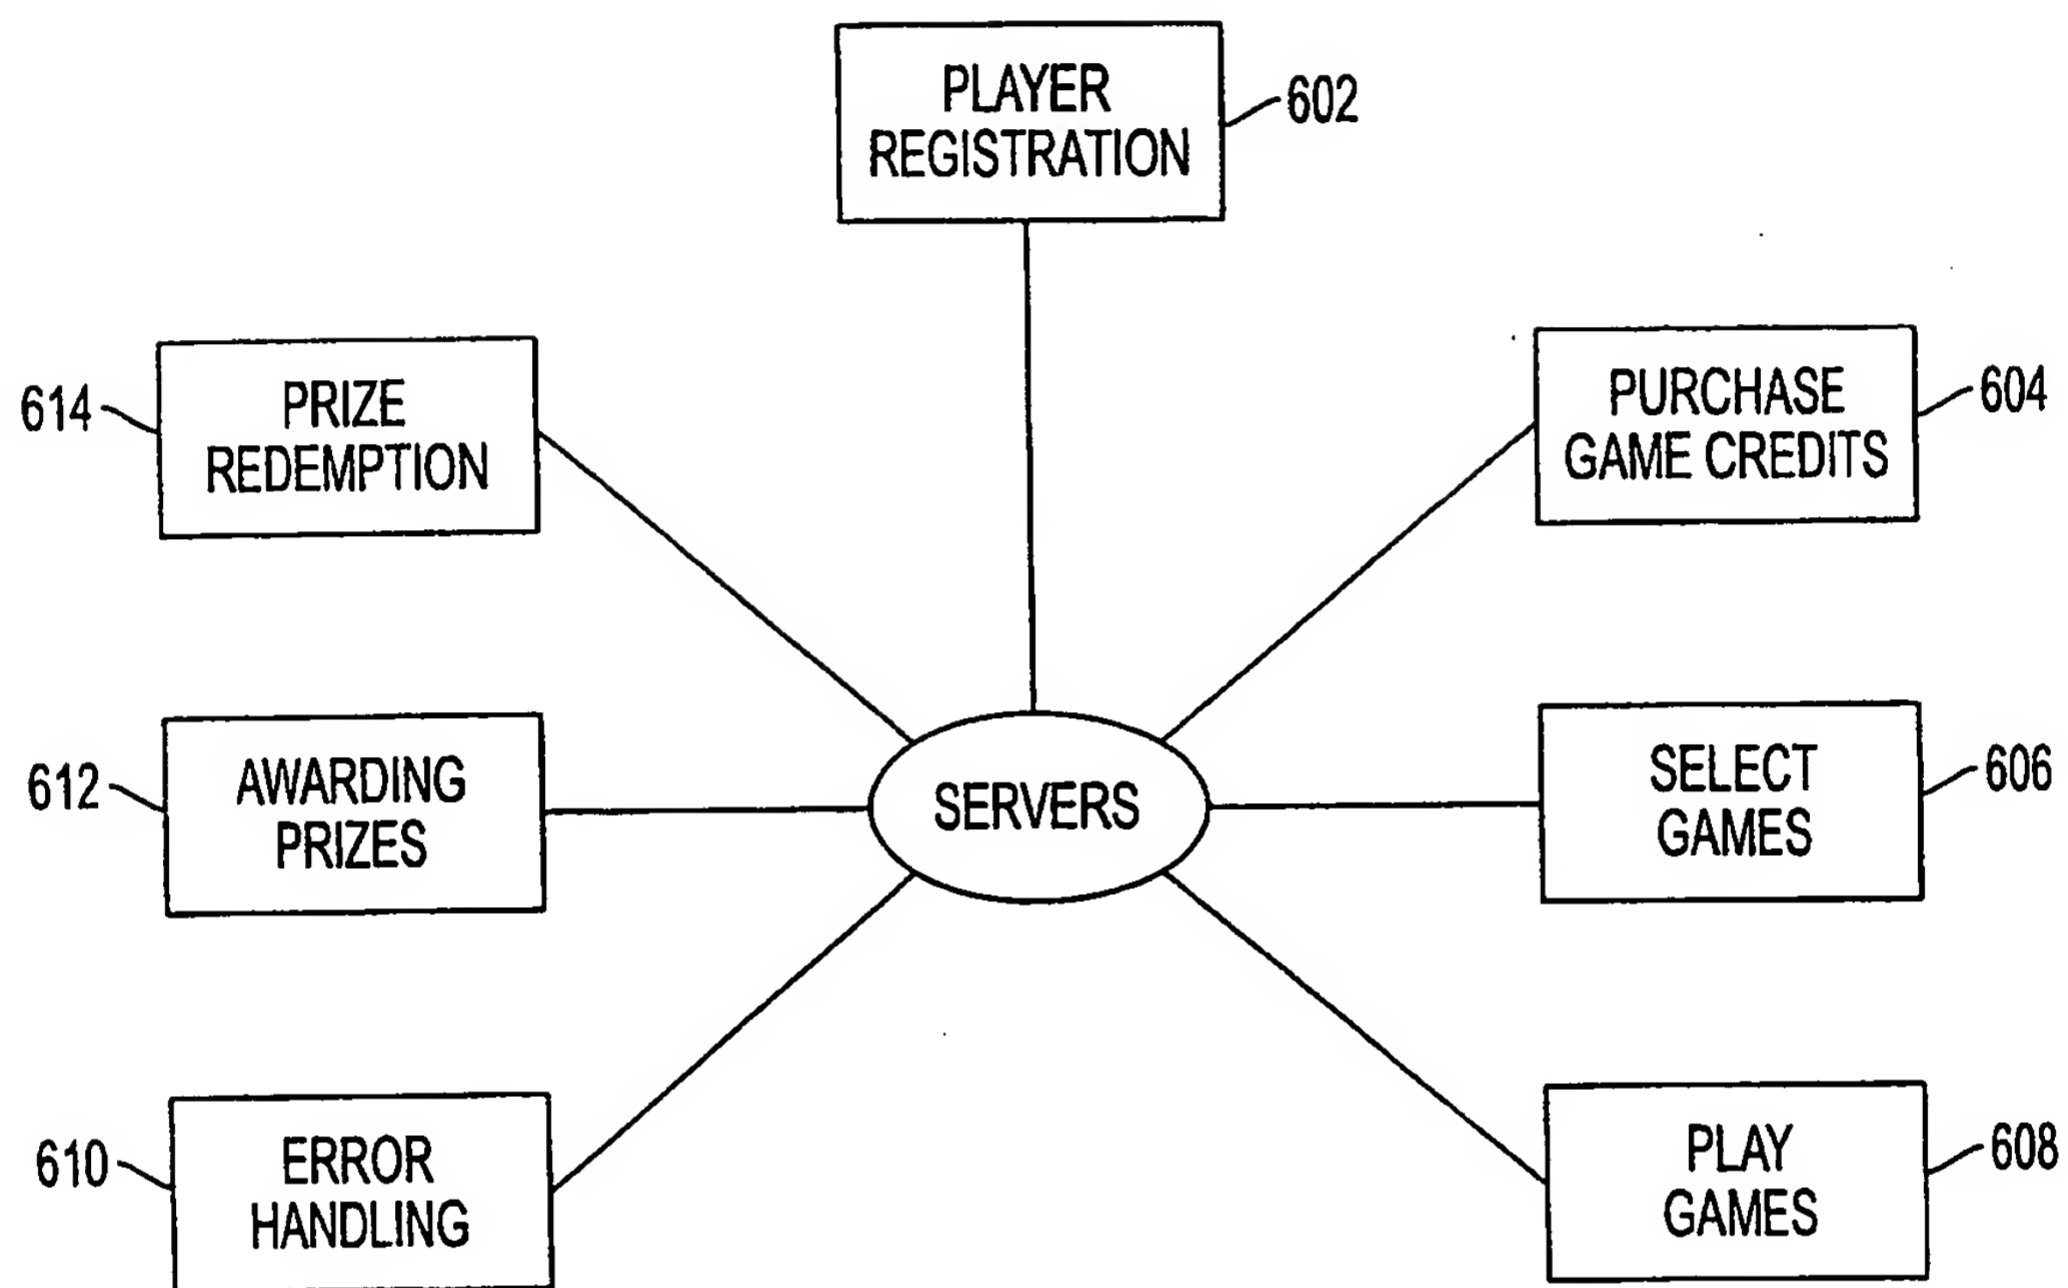 PLAYER
REGISTRATION
602
PRIZE
REDEMPTION
614
PURCHASE
GAME CREDITS
604
AWARDING
PRIZES
612
SERVERS
SELECT
GAMES
606
ERROR
HANDLING
610
PLAY
GAMES
608